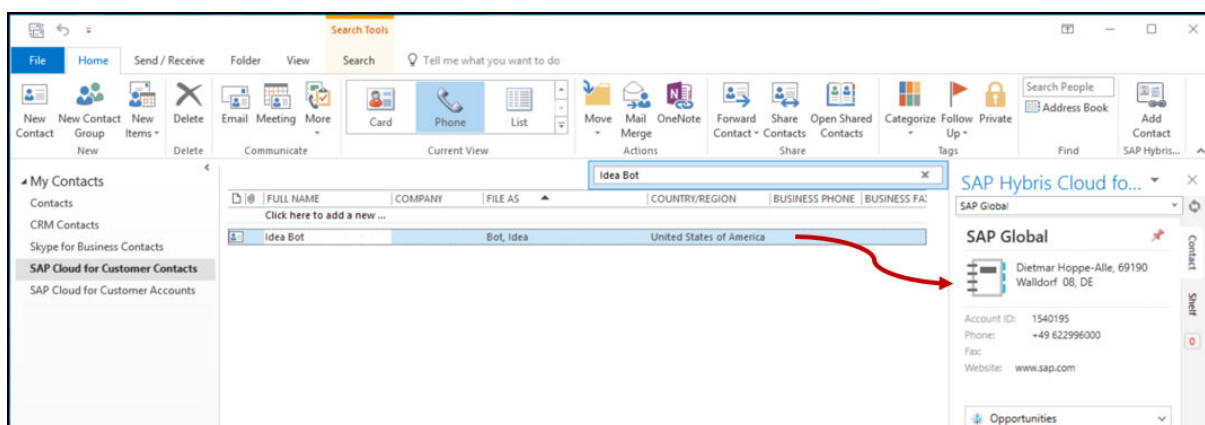 Search Tools
File Home Send / Receive Folder View Search Tell me what you want to do
New Contact
New Contact Group
New Items
Delete
Email
Meeting
More
Card
Phone
List
Move
Mail Merge
OneNote
Forward Contact
Share Contacts
Open Shared Contacts
Categorize
Follow Up
Private
Search People
Address Book
Add Contact
New Delete Communicate Current View Actions Share Tags Find SAP Hybris...
My Contacts
Contacts
CRM Contacts
Skype for Business Contacts
SAP Cloud for Customer Contacts
SAP Cloud for Customer Accounts
Idea Bot
FULL NAME COMPANY FILE AS COUNTRY/REGION BUSINESS PHONE BUSINESS FA
Click here to add a new ...
Idea Bot Bot, Idea United States of America
SAP Hybris Cloud fo...
SAP Global
SAP Global
Dietmar Hoppe-Alle, 69190
Walldorf 08, DE
Account ID: 1540195
Phone: +49 622996000
Fax:
Website: www.sap.com
Opportunities
Contact
Shelf
0